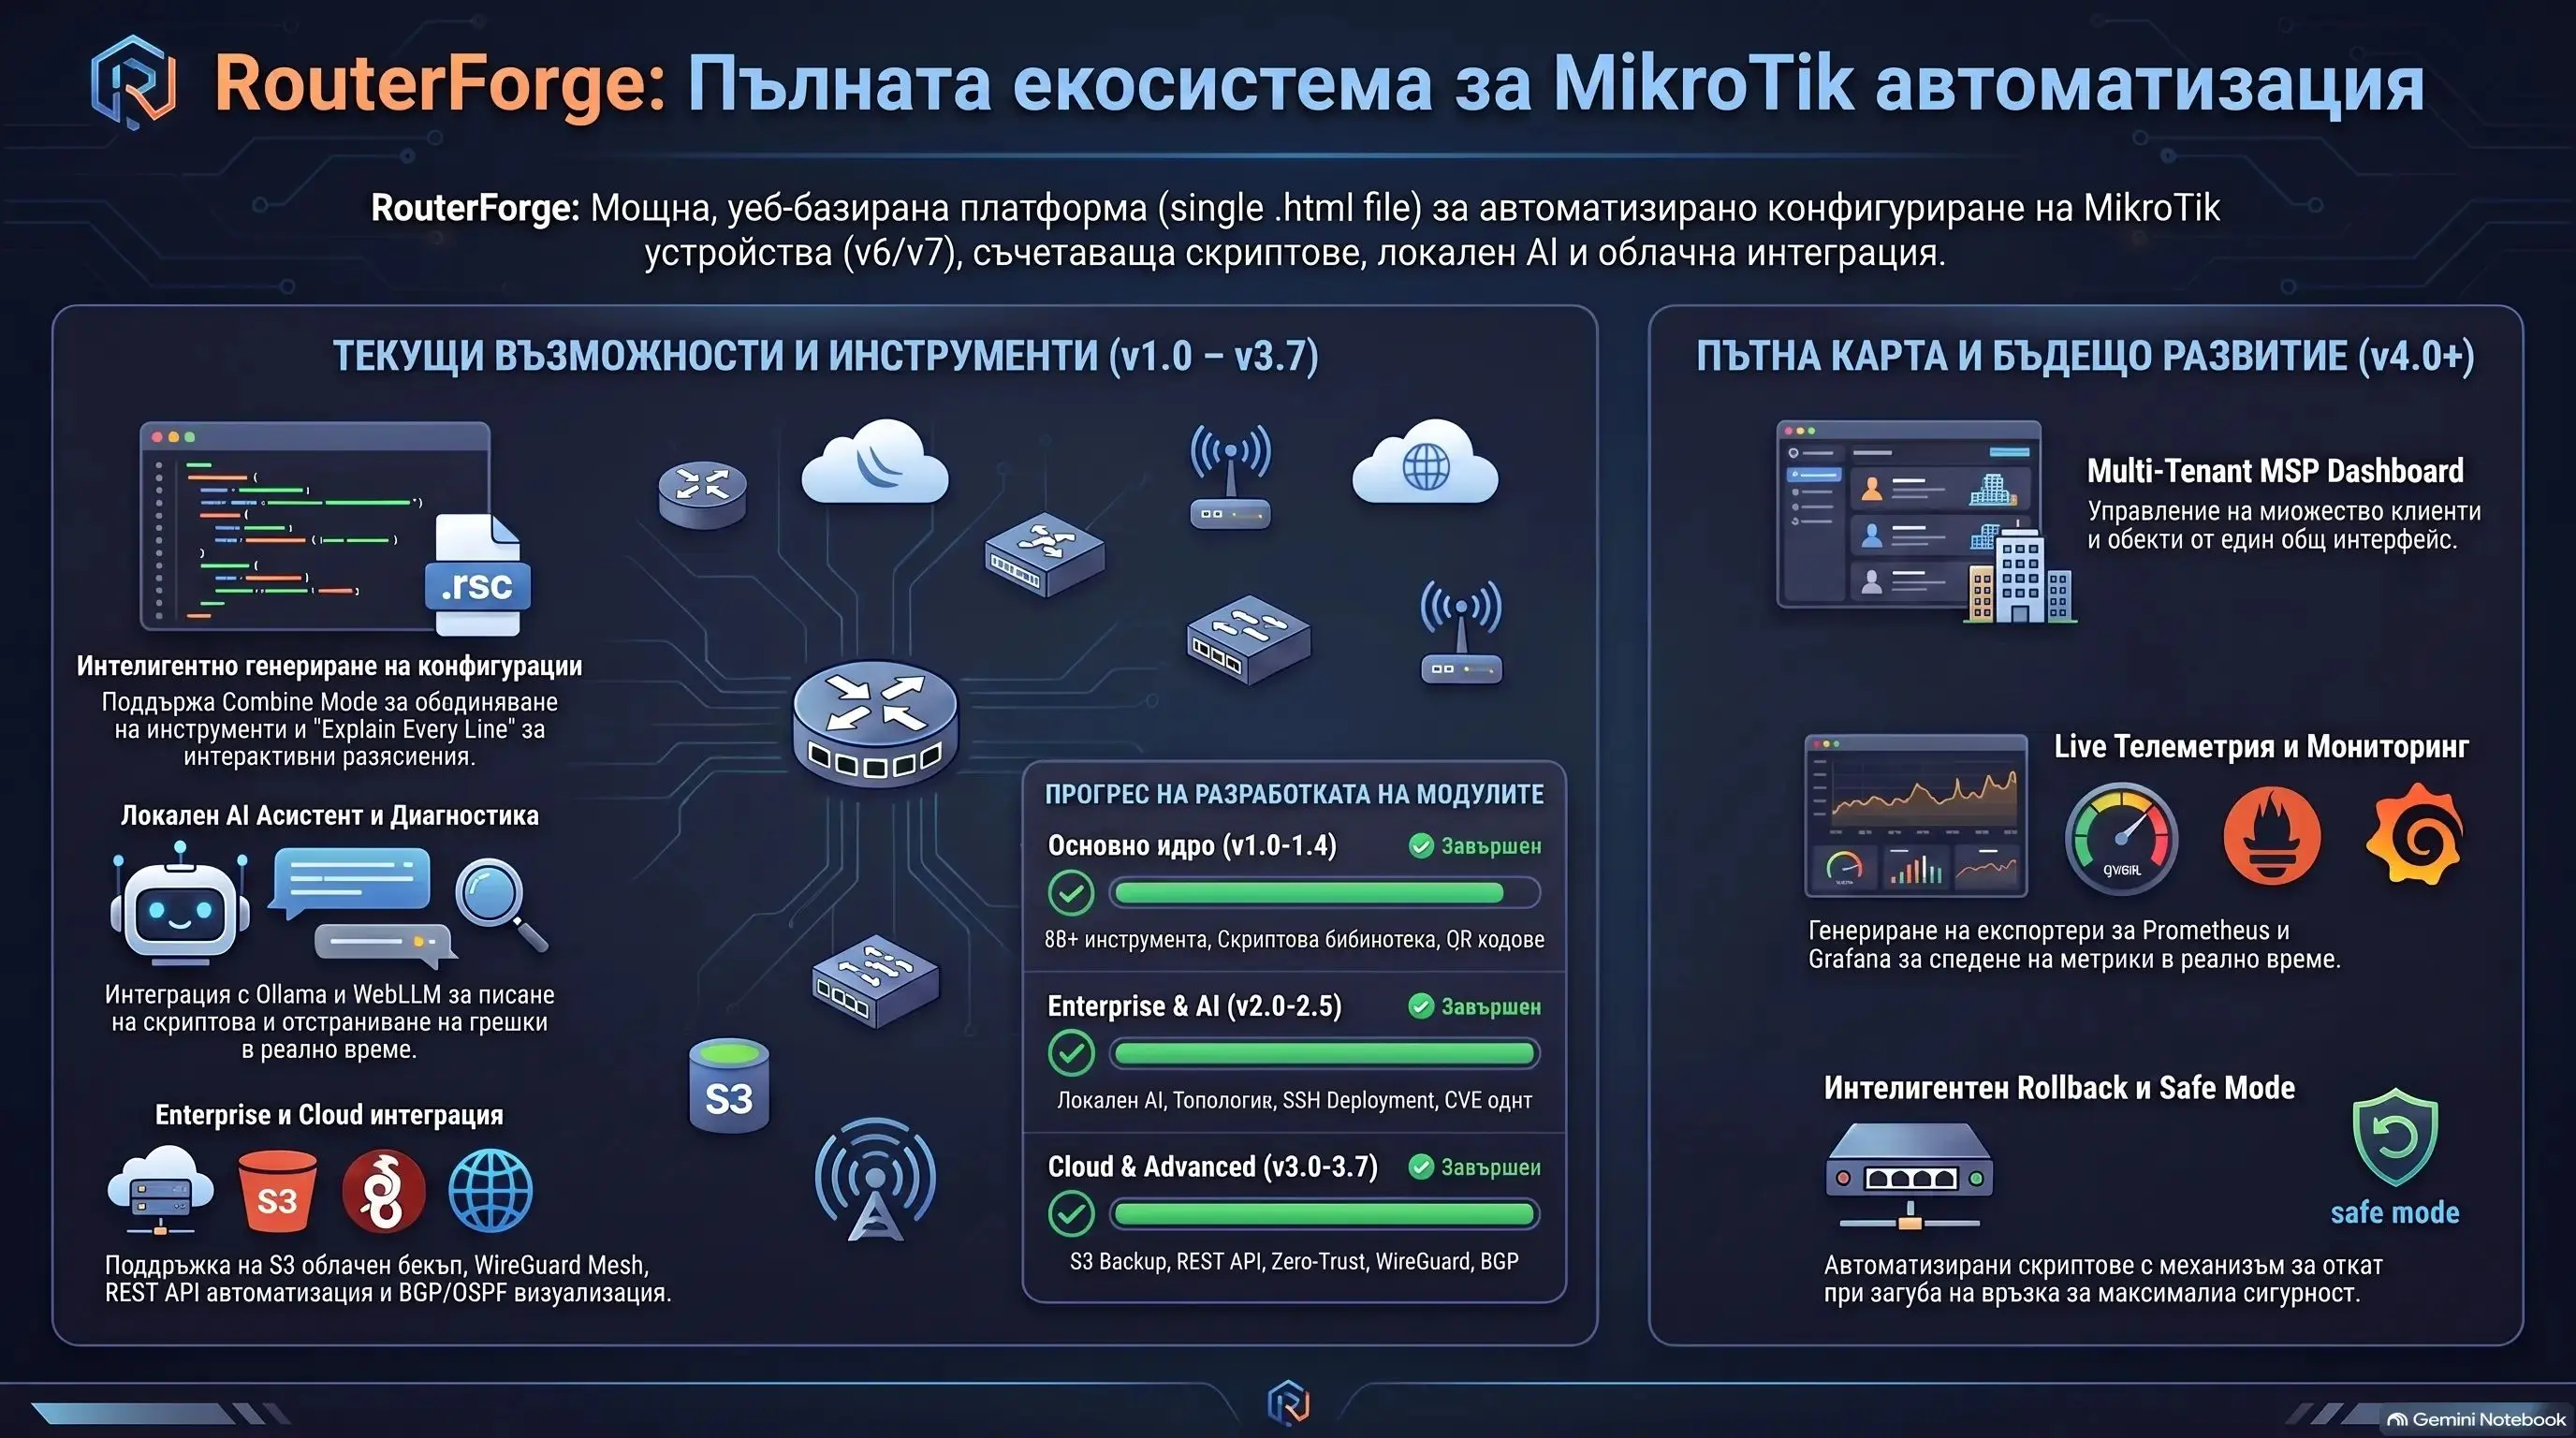 RouterForge: Пълната екосистема за MikroTik автоматизация
RouterForge: Мощна, уеб-базирана платформа (single .html file) за автоматизирано конфигуриране на MikroTik
устройства (v6/v7), съчетаваща скриптове, локален AI и облачна интеграция.
ТЕКУЩИ ВЪЗМОЖНОСТИ И ИНСТРУМЕНТИ (v1.0 – v3.7)
.rsc
Интелигентно генериране на конфигурации
Поддържа Combine Mode за обединяване
на инструменти и "Explain Every Line" за
интерактивни разясиения.
Локален AI Асистент и Диагностика
Интеграция с Ollama и WebLLM за писане
на скриптова и отстраниване на грешки
в реално време.
Enterprise и Cloud интеграция
S3
Поддръжка на S3 облачен бекъп, WireGuard Mesh,
REST API автоматизация и BGP/OSPF визуализация.
S3
ПРОГРЕС НА РАЗРАБОТКАТА НА МОДУЛИТЕ
Основно идро (v1.0-1.4)
Завършен
8B+ инструмента, Скриптова бибинотека, QR ходове
Enterprise & AI (v2.0-2.5)
Завършен
Локален AI, Топология, SSH Deployment, CVE однт
Cloud & Advanced (v3.0-3.7)
Завършеи
S3 Backup, REST API, Zero-Trust, WireGuard, BGP
ПЪТНА КАРТА И БЪДЕЩО РАЗВИТИЕ (v4.0+)
Multi-Tenant MSP Dashboard
Управление на миожество клиенти
и обекти от един общ интерфейс.
Live Телеметрия и Мониторинг
Генериране на експортери за Prometheus и
Grafana за спедене на метрики в реално време.
Интелигентен Rollback и Safe Mode
safe mode
Автоматизирани скриптове с механизъм за откат
при загуба на връзка за максималиа сигурност.
Gemini Notebook